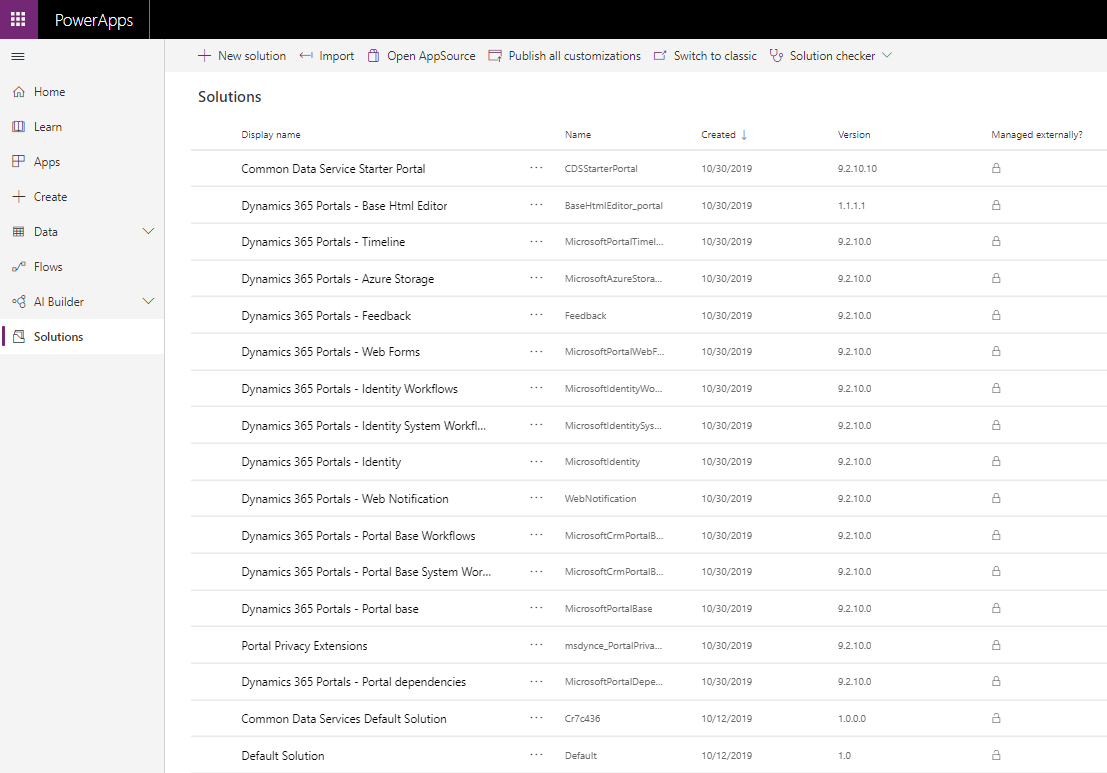 PowerApps
New solution Import Open AppSource Publish all customizations Switch to classic Solution checker
Home
Learn
Apps
Create
Data
Flows
AI Builder
Solutions
Solutions
Display name Name Created Version Managed externally?
Common Data Service Starter Portal ... CDSStarterPortal 10/30/2019 9.2.10.10
Dynamics 365 Portals - Base Html Editor ... BaseHtmlEditor_portal 10/30/2019 1.1.1.1
Dynamics 365 Portals - Timeline ... MicrosoftPortalTimel... 10/30/2019 9.2.10.0
Dynamics 365 Portals - Azure Storage ... MicrosoftAzureStora... 10/30/2019 9.2.10.0
Dynamics 365 Portals - Feedback ... Feedback 10/30/2019 9.2.10.0
Dynamics 365 Portals - Web Forms ... MicrosoftPortalWebF... 10/30/2019 9.2.10.0
Dynamics 365 Portals - Identity Workflows ... MicrosoftIdentityWo... 10/30/2019 9.2.10.0
Dynamics 365 Portals - Identity System Workfl... ... MicrosoftIdentitySys... 10/30/2019 9.2.10.0
Dynamics 365 Portals - Identity ... MicrosoftIdentity 10/30/2019 9.2.10.0
Dynamics 365 Portals - Web Notification ... WebNotification 10/30/2019 9.2.10.0
Dynamics 365 Portals - Portal Base Workflows ... MicrosoftCrmPortalB... 10/30/2019 9.2.10.0
Dynamics 365 Portals - Portal Base System Wor... ... MicrosoftCrmPortalB... 10/30/2019 9.2.10.0
Dynamics 365 Portals - Portal base ... MicrosoftPortalBase 10/30/2019 9.2.10.0
Portal Privacy Extensions ... msdynce_PortalPriva... 10/30/2019 9.2.10.0
Dynamics 365 Portals - Portal dependencies ... MicrosoftPortalDepe... 10/30/2019 9.2.10.0
Common Data Services Default Solution ... Cr7c436 10/12/2019 1.0.0.0
Default Solution ... Default 10/12/2019 1.0